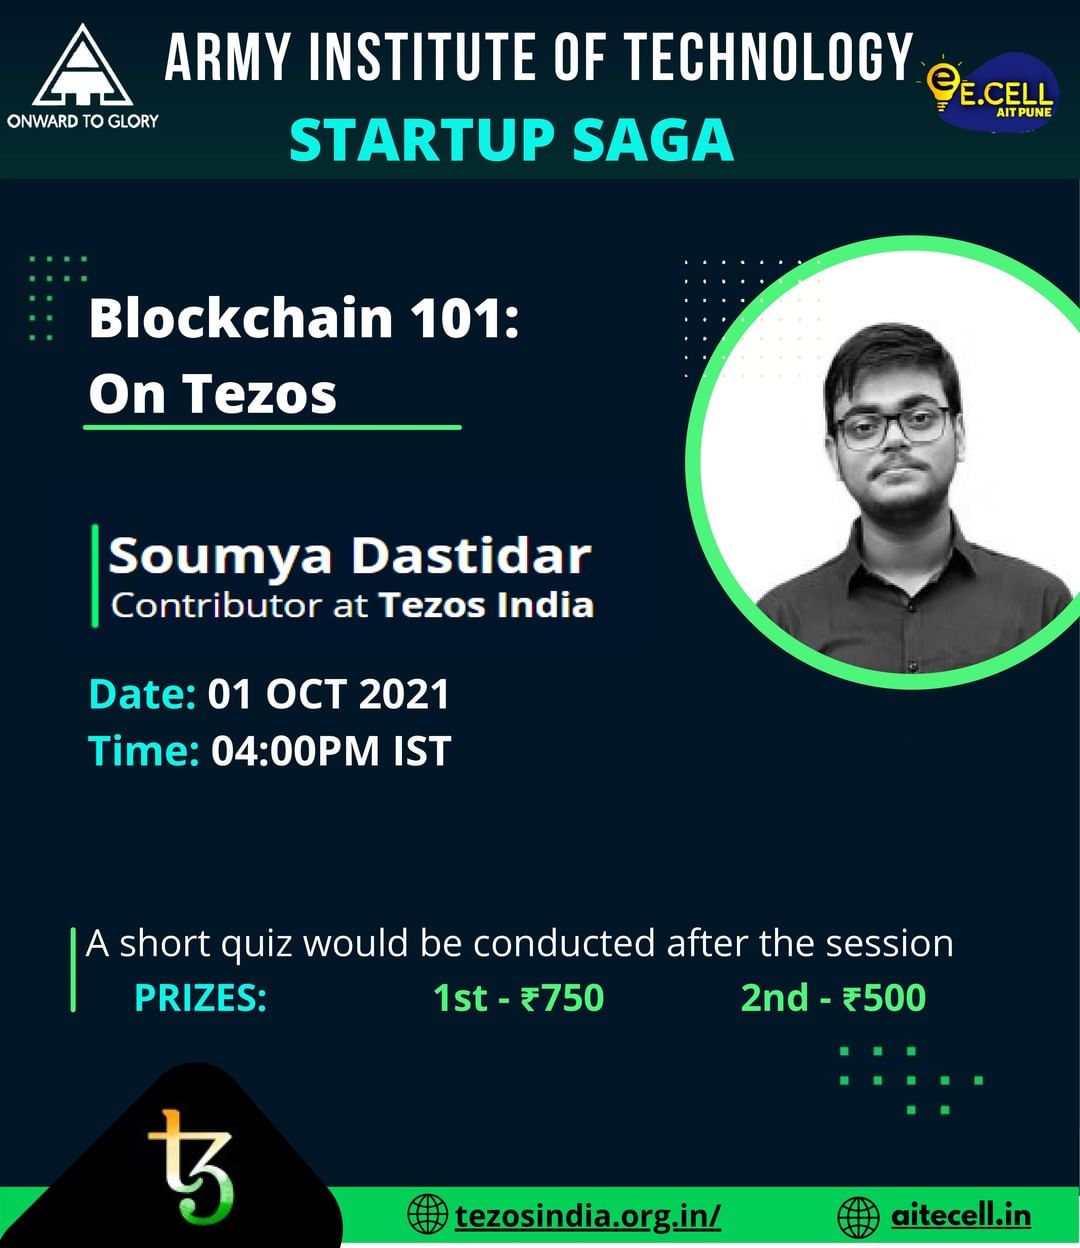 ARMY INSTITUTE OF TECHNOLOGY
ONWARD TO GLORY
E.CELL
AIT PUNE
STARTUP SAGA
Blockchain 101:
On Tezos
Soumya Dastidar
Contributor at Tezos India
Date: 01 OCT 2021
Time: 04:00PM IST
A short quiz would be conducted after the session
PRIZES: 1st - ₹750 2nd - ₹500
tezosindia.org.in/ aitecell.in